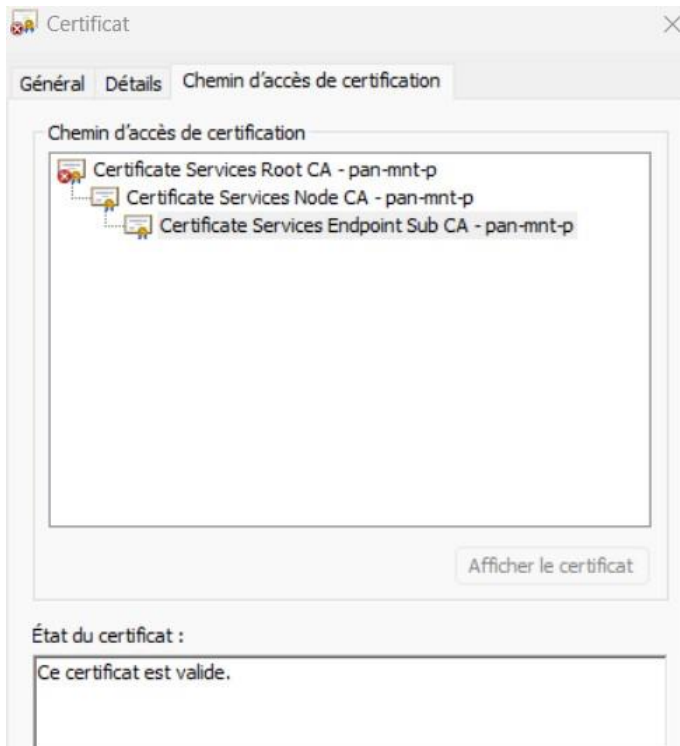 Certificat
Général Détails Chemin d'accès de certification
Chemin d'accès de certification
Certificate Services Root CA - pan-mnt-p
Certificate Services Node CA - pan-mnt-p
Certificate Services Endpoint Sub CA - pan-mnt-p
Afficher le certificat
État du certificat :
Ce certificat est valide.